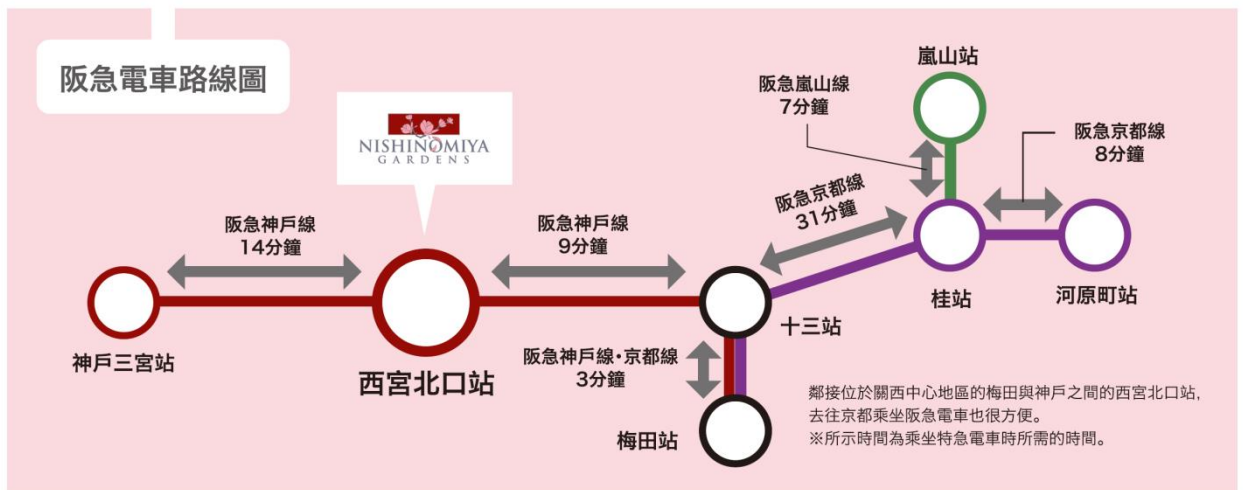 阪急電車路線圖
NISHINOMIYA
GARDENS
嵐山站
阪急嵐山線
7分鐘
阪急京都線
8分鐘
阪急京都線
31分鐘
阪急神戶線
14分鐘
阪急神戶線
9分鐘
桂站
河原町站
十三站
神戶三宮站
西宮北口站
阪急神戶線・京都線
3分鐘
梅田站
鄰接位於關西中心地區的梅田與神戶之間的西宮北口站,
去往京都乘坐阪急電車也很方便。
※所示時間為乘坐特急電車時所需的時間。